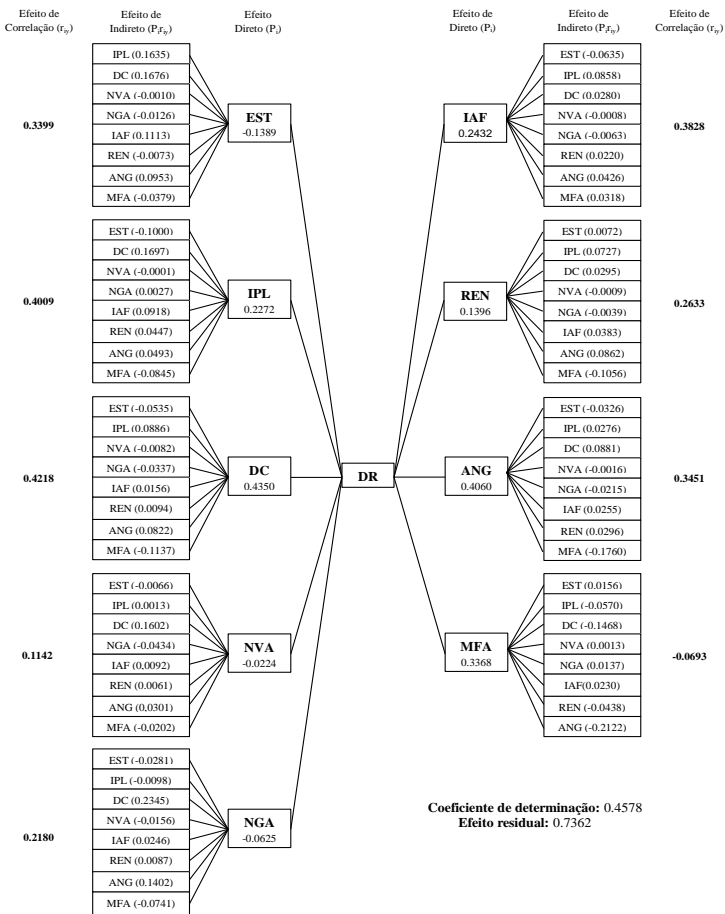 Efeito de
Correlação (rᵢᵧ)
Efeito de
Indireto (Pᵢrᵢᵧ)
Efeito
Direto (Pᵢ)
Efeito de
Direto (Pᵢ)
Efeito de
Indireto (Pᵢrᵢᵧ)
Efeito de
Correlação (rᵢᵧ)
0.3399
IPL (0.1635)
DC (0.1676)
NVA (-0.0010)
NGA (-0.0126)
IAF (0.1113)
REN (-0.0073)
ANG (0.0953)
MFA (-0.0379)
EST
-0.1389
0.4009
EST (-0.1000)
DC (0.1697)
NVA (-0.0001)
NGA (0.0027)
IAF (0.0918)
REN (0.0447)
ANG (0.0493)
MFA (-0.0845)
IPL
0.2272
0.4218
EST (-0.0535)
IPL (0.0886)
NVA (-0.0082)
NGA (-0.0337)
IAF (0.0156)
REN (0.0094)
ANG (0.0822)
MFA (-0.1137)
DC
0.4350
0.1142
EST (-0.0066)
IPL (0.0013)
DC (0.1602)
NGA (-0.0434)
IAF (0,0092)
REN (0.0061)
ANG (0,0301)
MFA (-0,0202)
NVA
-0.0224
0.2180
EST (-0.0281)
IPL (-0.0098)
DC (0.2345)
NVA (-0,0156)
IAF (0.0246)
REN (0.0087)
ANG (0.1402)
MFA (-0.0741)
NGA
-0.0625
DR
IAF
0.2432
EST (-0.0635)
IPL (0.0858)
DC (0.0280)
NVA (-0.0008)
NGA (-0.0063)
REN (0.0220)
ANG (0.0426)
MFA (0.0318)
0.3828
REN
0.1396
EST (0.0072)
IPL (0.0727)
DC (0.0295)
NVA (-0.0009)
NGA (-0.0039)
IAF (0.0383)
ANG (0.0862)
MFA (-0.1056)
0.2633
ANG
0.4060
EST (-0.0326)
IPL (0.0276)
DC (0.0881)
NVA (-0.0016)
NGA (-0.0215)
IAF (0.0255)
REN (0.0296)
MFA (-0.1760)
0.3451
MFA
0.3368
EST (0.0156)
IPL (-0.0570)
DC (-0.1468)
NVA (0.0013)
NGA (0.0137)
IAF(0.0230)
REN (-0.0438)
ANG (-0.2122)
-0.0693
Coeficiente de determinação: 0.4578
Efeito residual: 0.7362